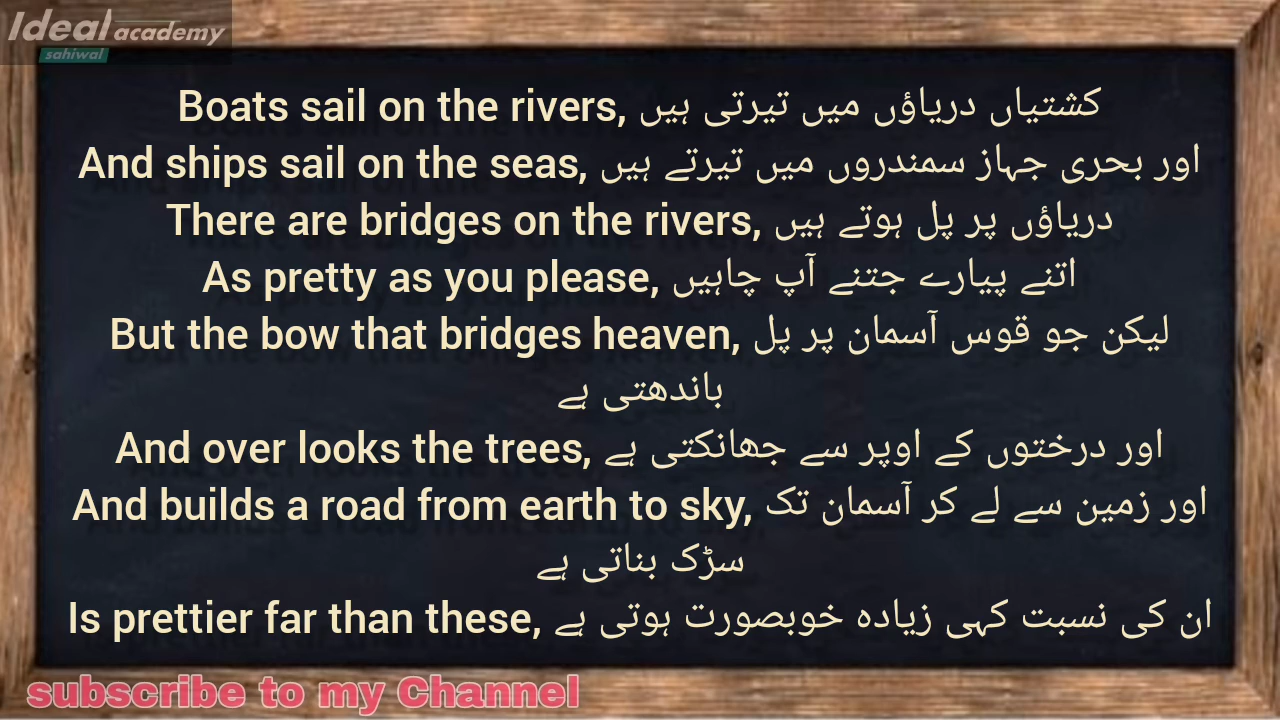 Ideal academy
sahiwal
Boats sail on the rivers, کشتیاں دریاؤں میں تیرتی ہیں
And ships sail on the seas, اور بحری جہاز سمندروں میں تیرتے ہیں
There are bridges on the rivers, دریاؤں پر پل ہوتے ہیں
As pretty as you please, اتنے پیارے جتنے آپ چاہیں
But the bow that bridges heaven, لیکن جو قوس آسمان پر پل
باندھتی ہے
And over looks the trees, اور درختوں کے اوپر سے جھانکتی ہے
And builds a road from earth to sky, اور زمین سے لے کر آسمان تک
سڑک بناتی ہے
Is prettier far than these, ان کی نسبت کہی زیادہ خوبصورت ہوتی ہے
subscribe to my Channel